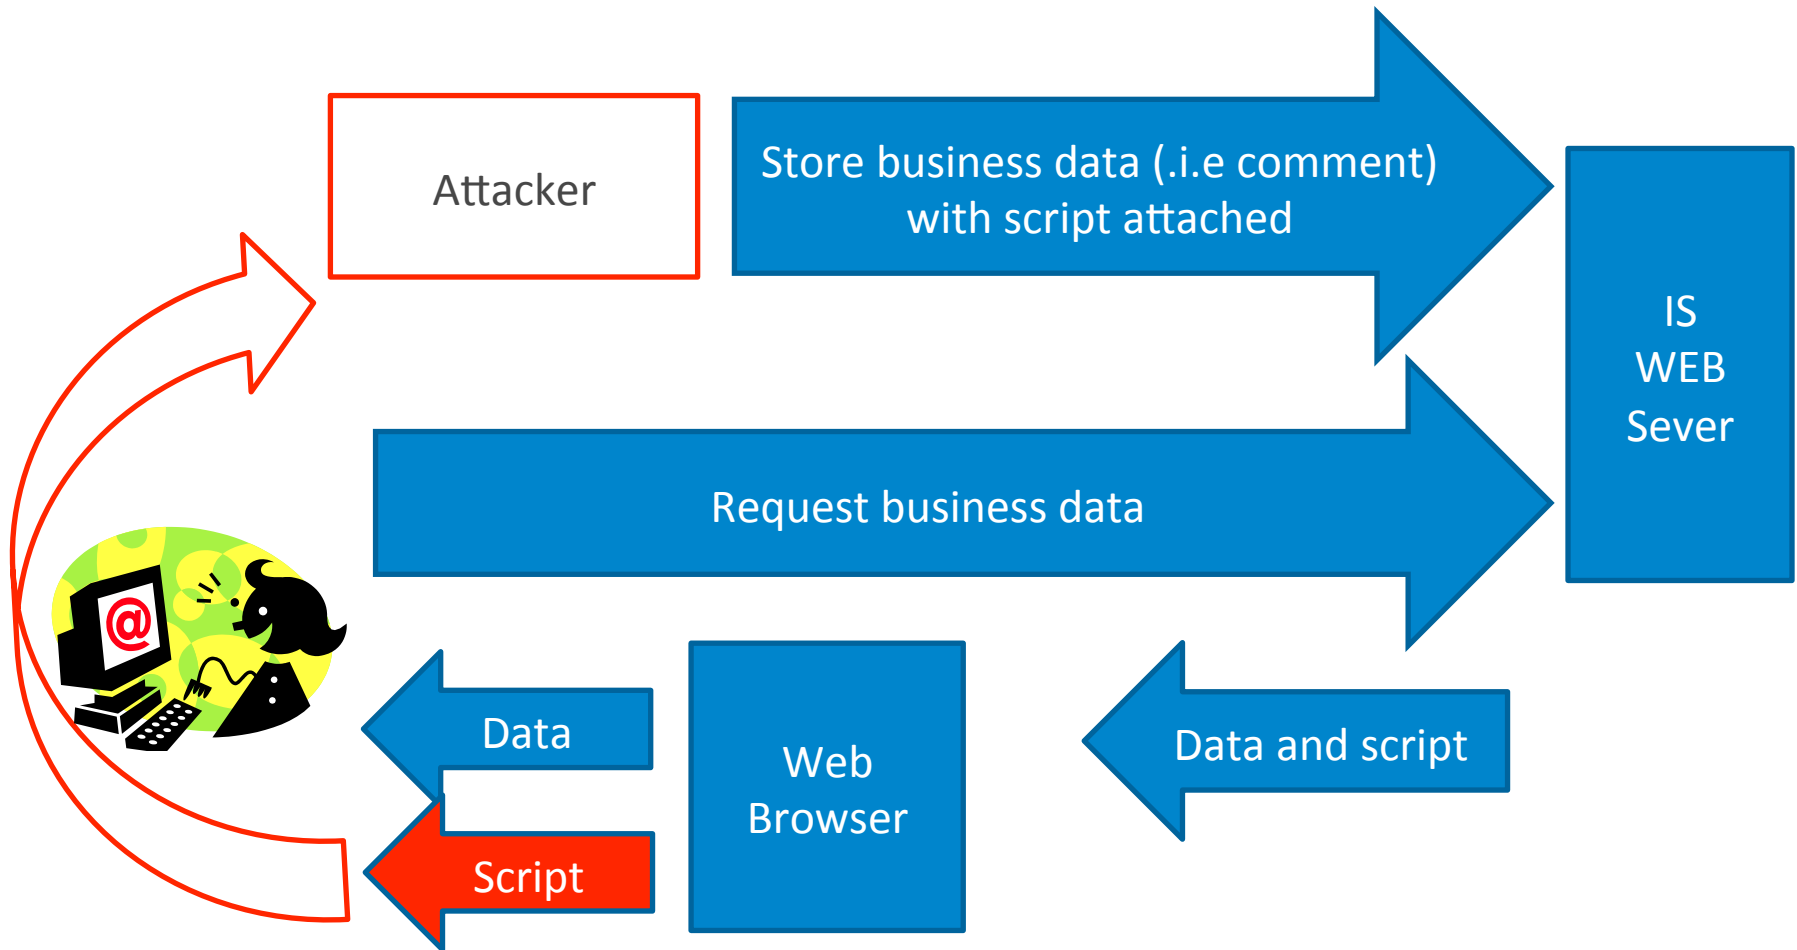 Attacker
Store business data (.i.e comment)
with script attached
IS
WEB
Sever
Request business data
@
Data
Web
Browser
Data and script
Script